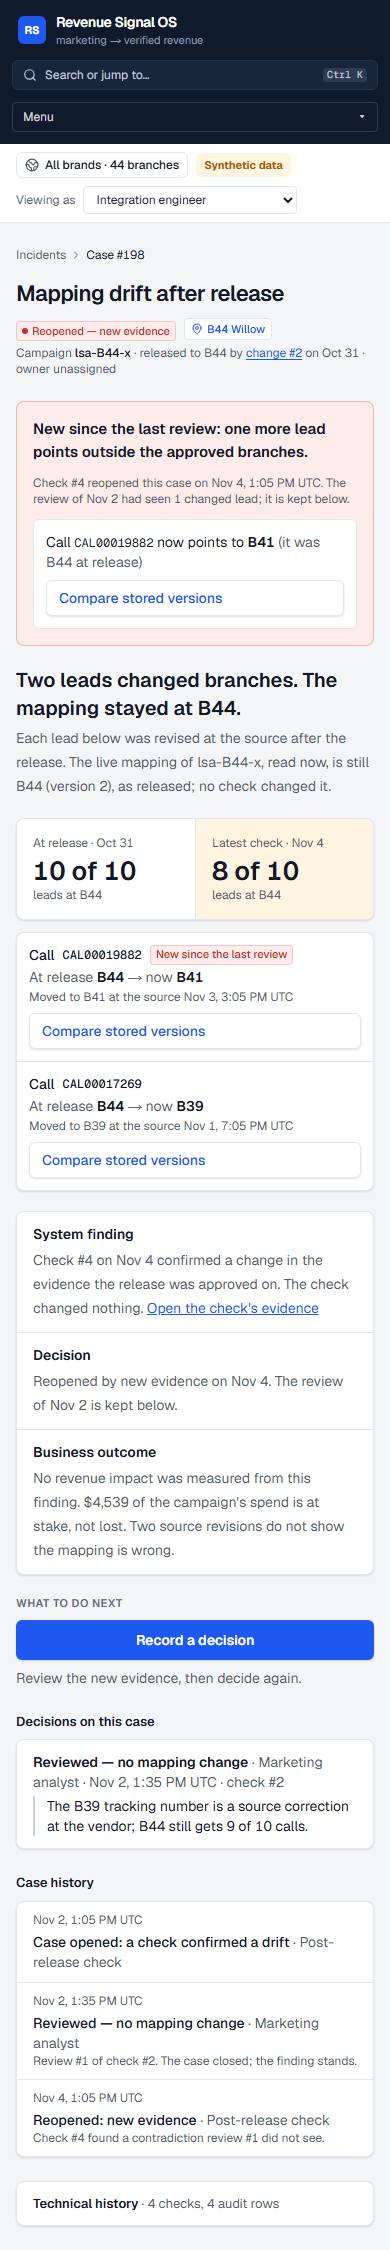 RS
Revenue Signal OS
marketing → verified revenue
Search or jump to… Ctrl K
Menu
All brands · 44 branches Synthetic data
Viewing as Integration engineer
Incidents > Case #198
Mapping drift after release
Reopened — new evidence B44 Willow
Campaign lsa-B44-x · released to B44 by change #2 on Oct 31 ·
owner unassigned
New since the last review: one more lead
points outside the approved branches.
Check #4 reopened this case on Nov 4, 1:05 PM UTC. The
review of Nov 2 had seen 1 changed lead; it is kept below.
Call CAL00019882 now points to B41 (it was
B44 at release)
Compare stored versions
Two leads changed branches. The
mapping stayed at B44.
Each lead below was revised at the source after the
release. The live mapping of lsa-B44-x, read now, is still
B44 (version 2), as released; no check changed it.
At release · Oct 31
10 of 10
leads at B44
Latest check · Nov 4
8 of 10
leads at B44
Call CAL00019882 New since the last review
At release B44 → now B41
Moved to B41 at the source Nov 3, 3:05 PM UTC
Compare stored versions
Call CAL00017269
At release B44 → now B39
Moved to B39 at the source Nov 1, 7:05 PM UTC
Compare stored versions
System finding
Check #4 on Nov 4 confirmed a change in the
evidence the release was approved on. The check
changed nothing. Open the check's evidence
Decision
Reopened by new evidence on Nov 4. The review
of Nov 2 is kept below.
Business outcome
No revenue impact was measured from this
finding. $4,539 of the campaign's spend is at
stake, not lost. Two source revisions do not show
the mapping is wrong.
WHAT TO DO NEXT
Record a decision
Review the new evidence, then decide again.
Decisions on this case
Reviewed — no mapping change · Marketing
analyst · Nov 2, 1:35 PM UTC · check #2
The B39 tracking number is a source correction
at the vendor; B44 still gets 9 of 10 calls.
Case history
Nov 2, 1:05 PM UTC
Case opened: a check confirmed a drift · Post-
release check
Nov 2, 1:35 PM UTC
Reviewed — no mapping change · Marketing
analyst
Review #1 of check #2. The case closed; the finding stands.
Nov 4, 1:05 PM UTC
Reopened: new evidence · Post-release check
Check #4 found a contradiction review #1 did not see.
Technical history · 4 checks, 4 audit rows